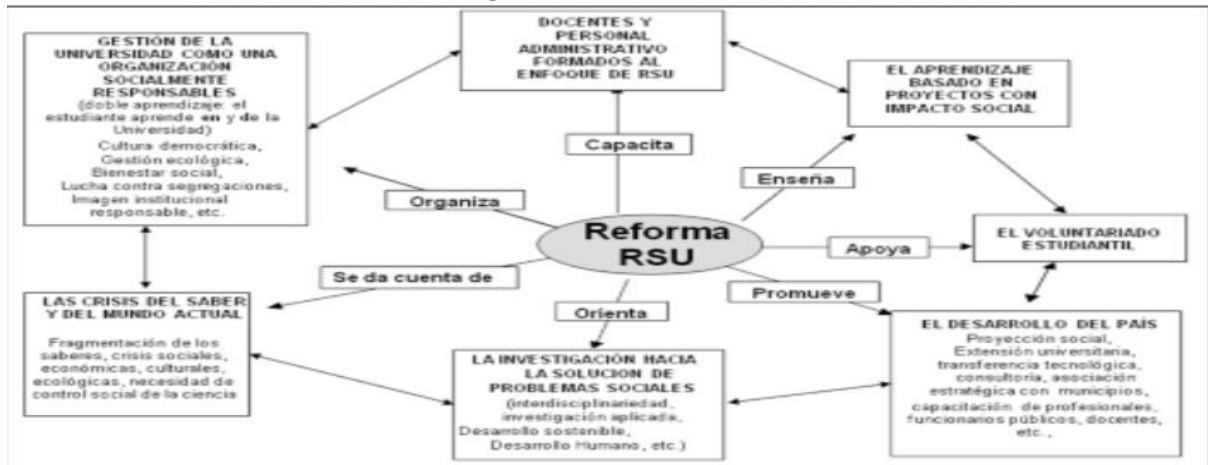 DOCENTES Y
PERSONAL
ADMINISTRATIVO
FORMADOS AL
ENFOQUE DE RSU
GESTIÓN DE LA
UNIVERSIDAD COMO UNA
ORGANIZACIÓN
SOCIALMENTE
RESPONSABLES
(doble aprendizaje: el
estudiante aprende en y de la
Universidad)
Cultura democrática,
Gestión ecológica,
Bienestar social,
Lucha contra segregaciones,
Imagen institucional
responsable, etc.
EL APRENDIZAJE
BASADO EN
PROYECTOS CON
IMPACTO SOCIAL
Capacita
Enseña
Organiza
Reforma
RSU
Apoya
EL VOLUNTARIADO
ESTUDIANTIL
Se da cuenta de
Promueve
Orienta
LAS CRISIS DEL SABER
Y DEL MUNDO ACTUAL
Fragmentación de los
saberes, crisis sociales,
económicas, culturales,
ecológicas, necesidad de
control social de la ciencia
LA INVESTIGACIÓN HACIA
LA SOLUCION DE
PROBLEMAS SOCIALES
(interdisciplinariedad,
investigación aplicada,
Desarrollo sostenible,
Desarrollo Humano, etc.)
EL DESARROLLO DEL PAÍS
Proyección social,
Extensión universitaria,
transferencia tecnológica,
consultoría, asociación
estratégica con municipios,
capacitación de profesionales,
funcionarios públicos, docentes,
etc.,